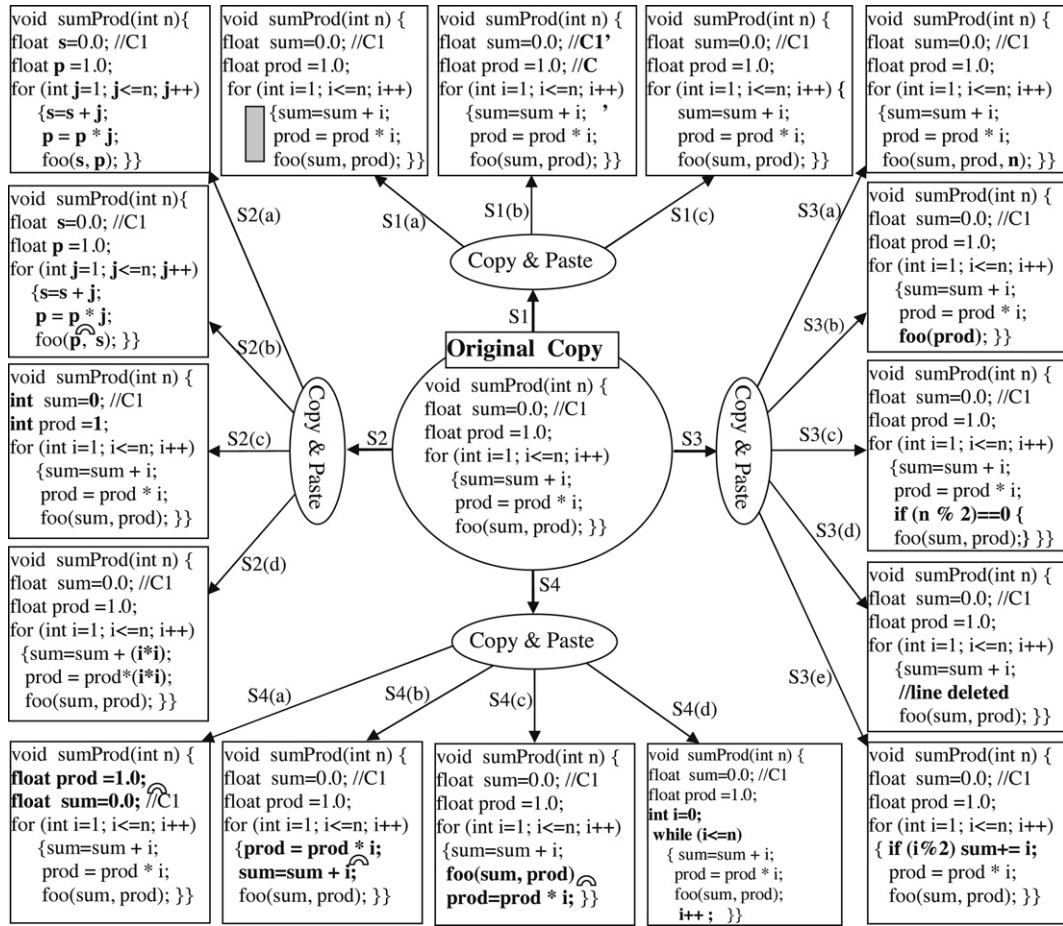 void sumProd(int n){
float s=0.0; //C1
float p =1.0;
for (int j=1; j<=n; j++)
{s=s + j;
p = p * j;
foo(s, p); }}
void sumProd(int n) {
float sum=0.0; //C1
float prod =1.0;
for (int i=1; i<=n; i++)
{sum=sum + i;
prod = prod * i;
foo(sum, prod); }}
void sumProd(int n) {
float sum=0.0; //C1’
float prod =1.0; //C
for (int i=1; i<=n; i++)
{sum=sum + i; ’
prod = prod * i;
foo(sum, prod); }}
void sumProd(int n) {
float sum=0.0; //C1
float prod =1.0;
for (int i=1; i<=n; i++) {
sum=sum + i;
prod = prod * i;
foo(sum, prod); }}
void sumProd(int n) {
float sum=0.0; //C1
float prod =1.0;
for (int i=1; i<=n; i++)
{sum=sum + i;
prod = prod * i;
foo(sum, prod, n); }}
S2(a)
S1(a)
S1(b)
S1(c)
S3(a)
void sumProd(int n){
float s=0.0; //C1
float p =1.0;
for (int j=1; j<=n; j++)
{s=s + j;
p = p * j;
foo(p, s); }}
Copy & Paste
S1
void sumProd(int n) {
float sum=0.0; //C1
float prod =1.0;
for (int i=1; i<=n; i++)
{sum=sum + i;
prod = prod * i;
foo(prod); }}
S2(b)
S3(b)
Original Copy
void sumProd(int n) {
float sum=0.0; //C1
float prod =1.0;
for (int i=1; i<=n; i++)
{sum=sum + i;
prod = prod * i;
foo(sum, prod); }}
void sumProd(int n) {
int sum=0; //C1
int prod =1;
for (int i=1; i<=n; i++)
{sum=sum + i;
prod = prod * i;
foo(sum, prod); }}
S2(c)
Copy & Paste
S2
S3
Copy & Paste
S3(c)
void sumProd(int n) {
float sum=0.0; //C1
float prod =1.0;
for (int i=1; i<=n; i++)
{sum=sum + i;
prod = prod * i;
if (n % 2)==0 {
foo(sum, prod);} }}
S2(d)
S4
S3(d)
void sumProd(int n) {
float sum=0.0; //C1
float prod =1.0;
for (int i=1; i<=n; i++)
{sum=sum + (i*i);
prod = prod*(i*i);
foo(sum, prod); }}
Copy & Paste
void sumProd(int n) {
float sum=0.0; //C1
float prod =1.0;
for (int i=1; i<=n; i++)
{sum=sum + i;
//line deleted
foo(sum, prod); }}
S4(a)
S4(b)
S4(c)
S4(d)
S3(e)
void sumProd(int n) {
float prod =1.0;
float sum=0.0; //C1
for (int i=1; i<=n; i++)
{sum=sum + i;
prod = prod * i;
foo(sum, prod); }}
void sumProd(int n) {
float sum=0.0; //C1
float prod =1.0;
for (int i=1; i<=n; i++)
{prod = prod * i;
sum=sum + i;
foo(sum, prod); }}
void sumProd(int n) {
float sum=0.0; //C1
float prod =1.0;
for (int i=1; i<=n; i++)
{sum=sum + i;
foo(sum, prod)
prod=prod * i; }}
void sumProd(int n) {
float sum=0.0; //C1
float prod =1.0;
int i=0;
while (i<=n)
{ sum=sum + i;
prod = prod * i;
foo(sum, prod);
i++ ; }}
void sumProd(int n) {
float sum=0.0; //C1
float prod =1.0;
for (int i=1; i<=n; i++)
{ if (i%2) sum+= i;
prod = prod * i;
foo(sum, prod); }}